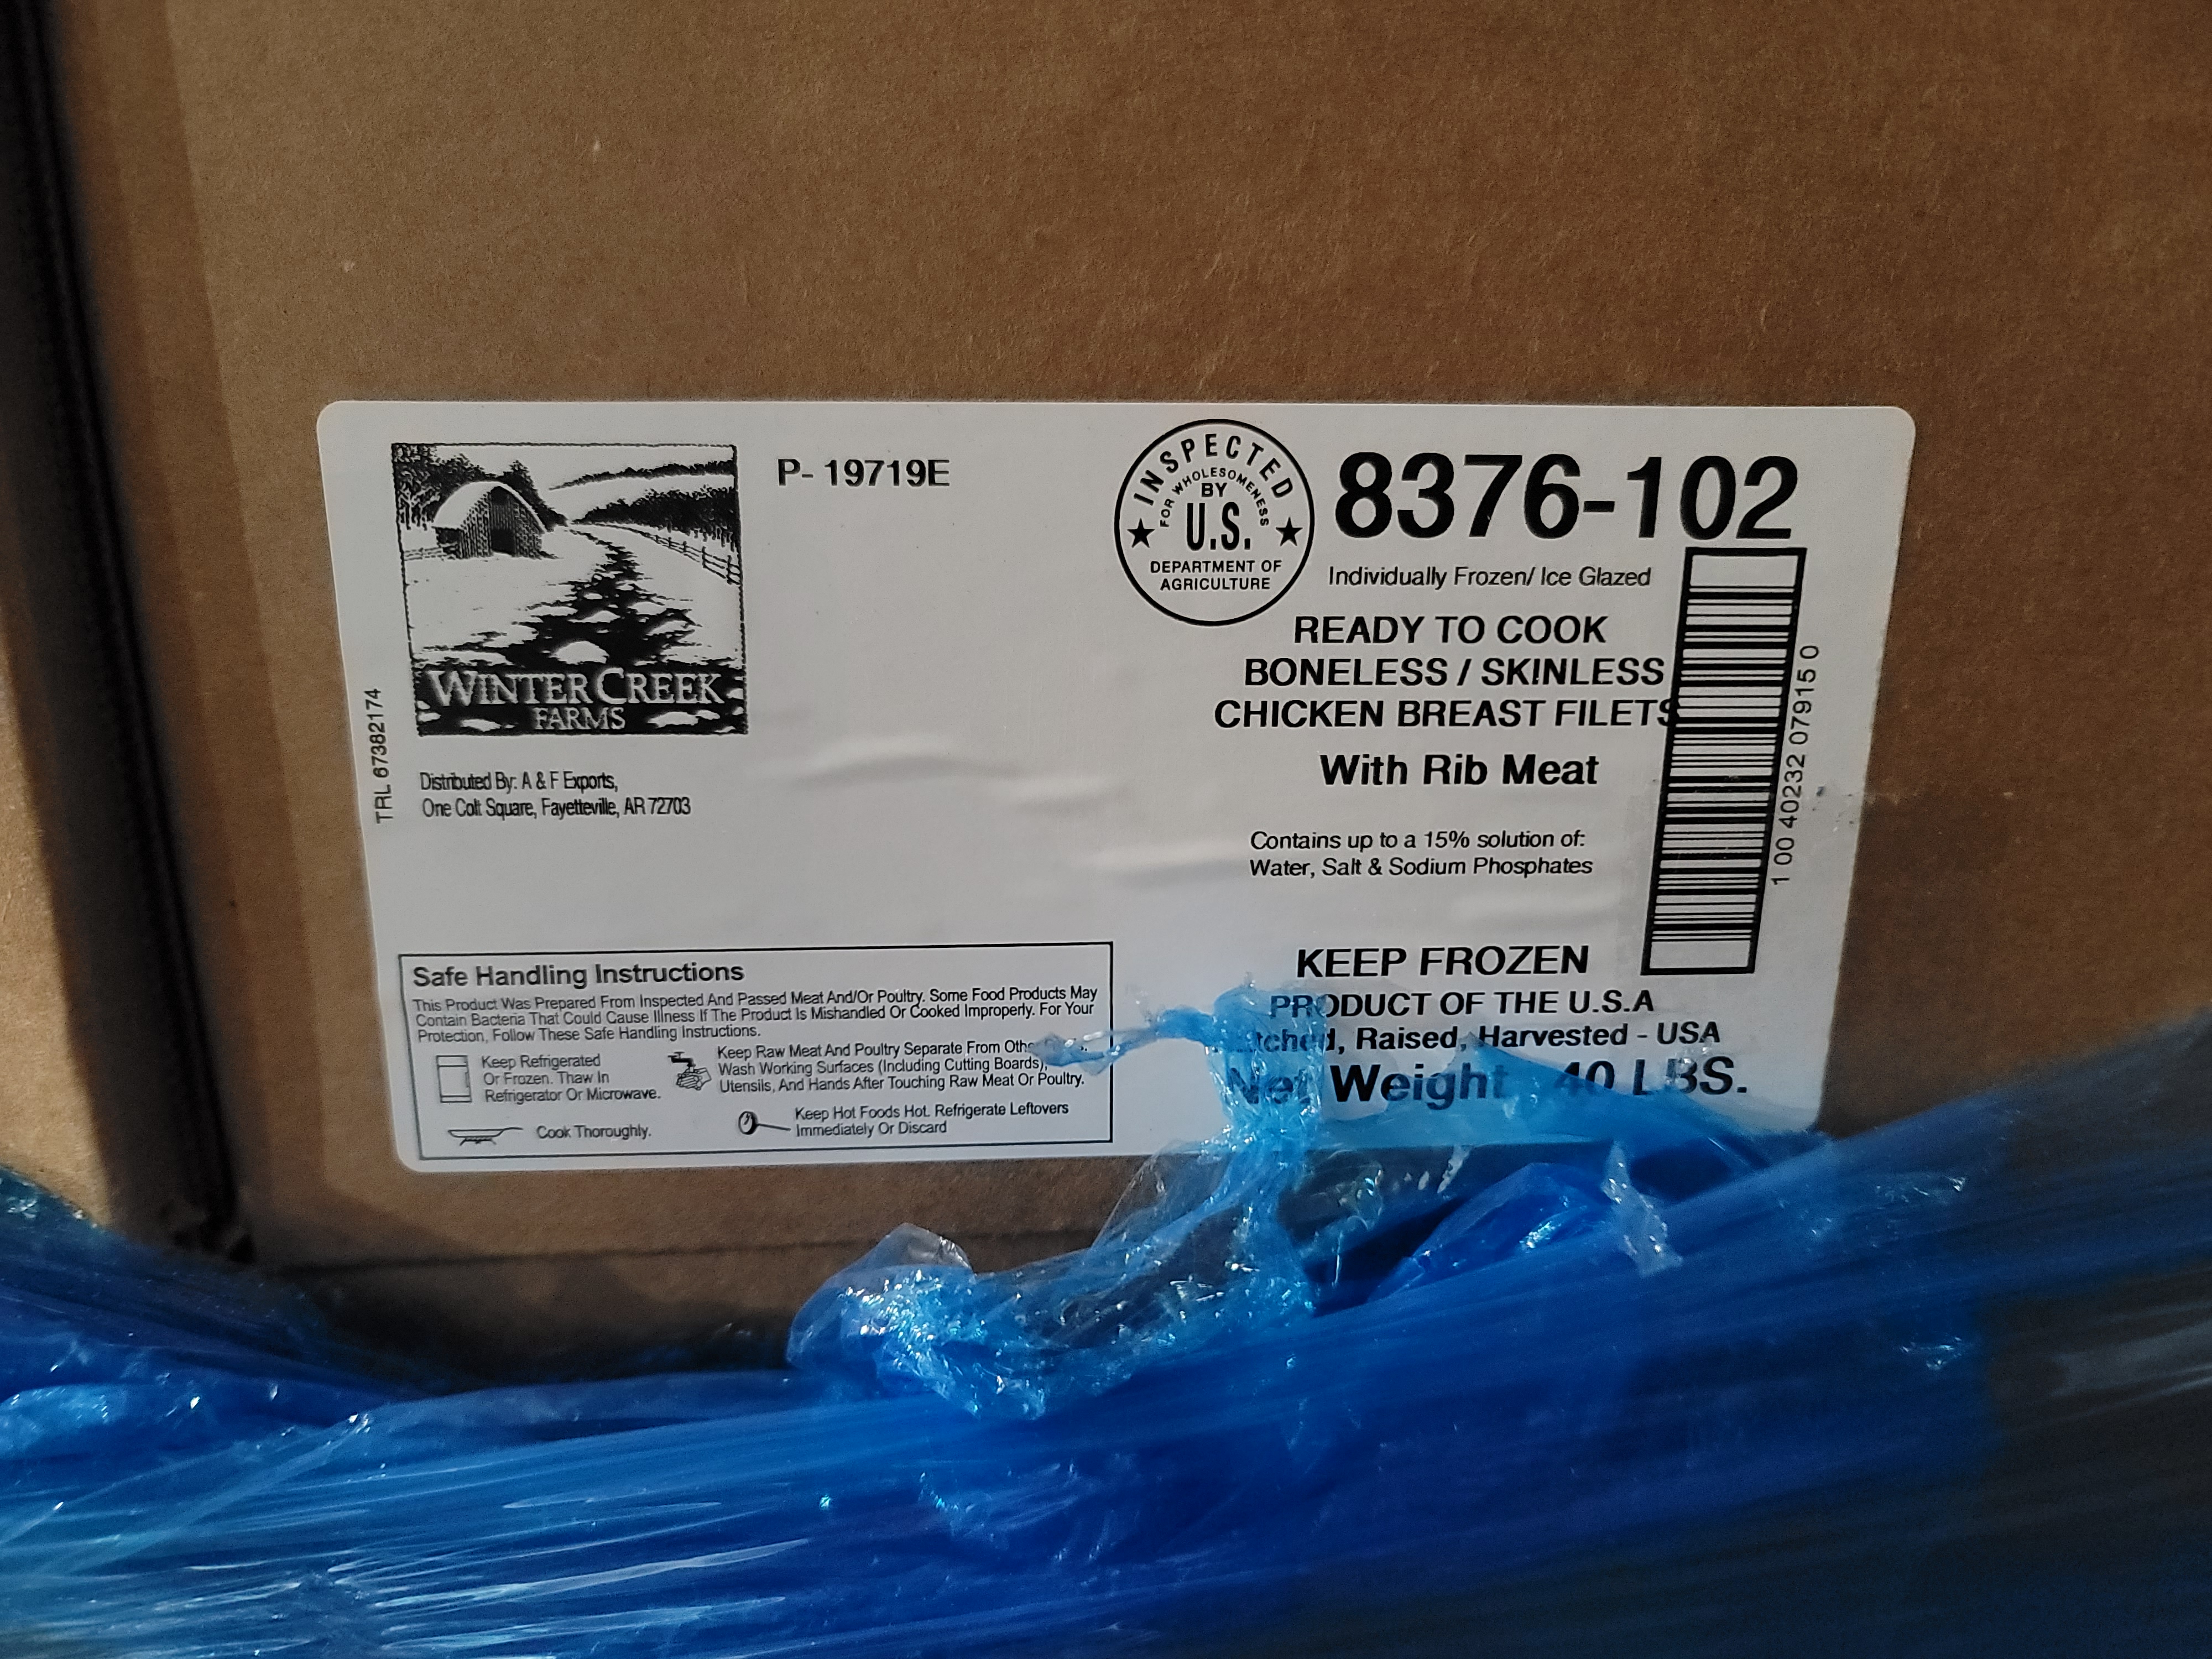 WINTER CREEK
FARMS
P- 19719E
TRL 67382174
Distributed By: A & F Exports,
One Colt Square, Fayetteville, AR 72703
INSPECTED
FOR WHOLESOMENESS
BY
U.S.
DEPARTMENT OF
AGRICULTURE
8376-102
Individually Frozen/ Ice Glazed
READY TO COOK
BONELESS / SKINLESS
CHICKEN BREAST FILETS
With Rib Meat
Contains up to a 15% solution of:
Water, Salt & Sodium Phosphates
1 00 40232 07915 0
KEEP FROZEN
PRODUCT OF THE U.S.A
Raised, Harvested - USA
Net Weight 40 LBS.
Safe Handling Instructions
This Product Was Prepared From Inspected And Passed Meat And/Or Poultry. Some Food Products May
Contain Bacteria That Could Cause Illness If The Product Is Mishandled Or Cooked Improperly. For Your
Protection, Follow These Safe Handling Instructions.
Keep Refrigerated
Or Frozen. Thaw In
Refrigerator Or Microwave.
Keep Raw Meat And Poultry Separate From
Wash Working Surfaces (Including Cutting Boards),
Utensils, And Hands After Touching Raw Meat Or Poultry.
Cook Thoroughly.
Keep Hot Foods Hot. Refrigerate Leftovers
Immediately Or Discard